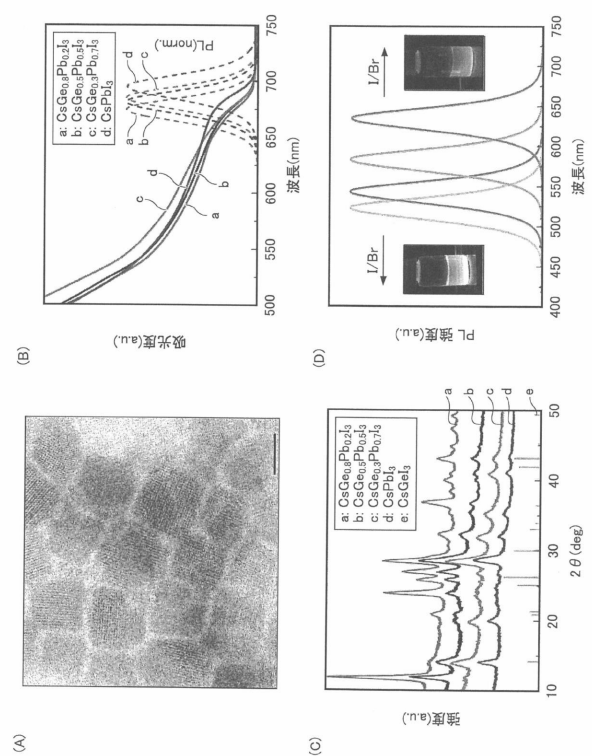 (A)
(B)
吸光度(a.u.)
a: CsGe0.8Pb0.2I3
b: CsGe0.5Pb0.5I3
c: CsGe0.3Pb0.7I3
d: CsPbI3
PL(norm.)
a
b
c
d
c
d
a
b
500
550
600
650
700
750
波長(nm)
(C)
強度(a.u.)
a: CsGe0.8Pb0.2I3
b: CsGe0.5Pb0.5I3
c: CsGe0.3Pb0.7I3
d: CsPbI3
e: CsGeI3
a
b
c
d
e
10
20
30
40
50
2θ(deg)
(D)
PL 強度(a.u.)
I/Br
I/Br
400
450
500
550
600
650
700
750
波長(nm)